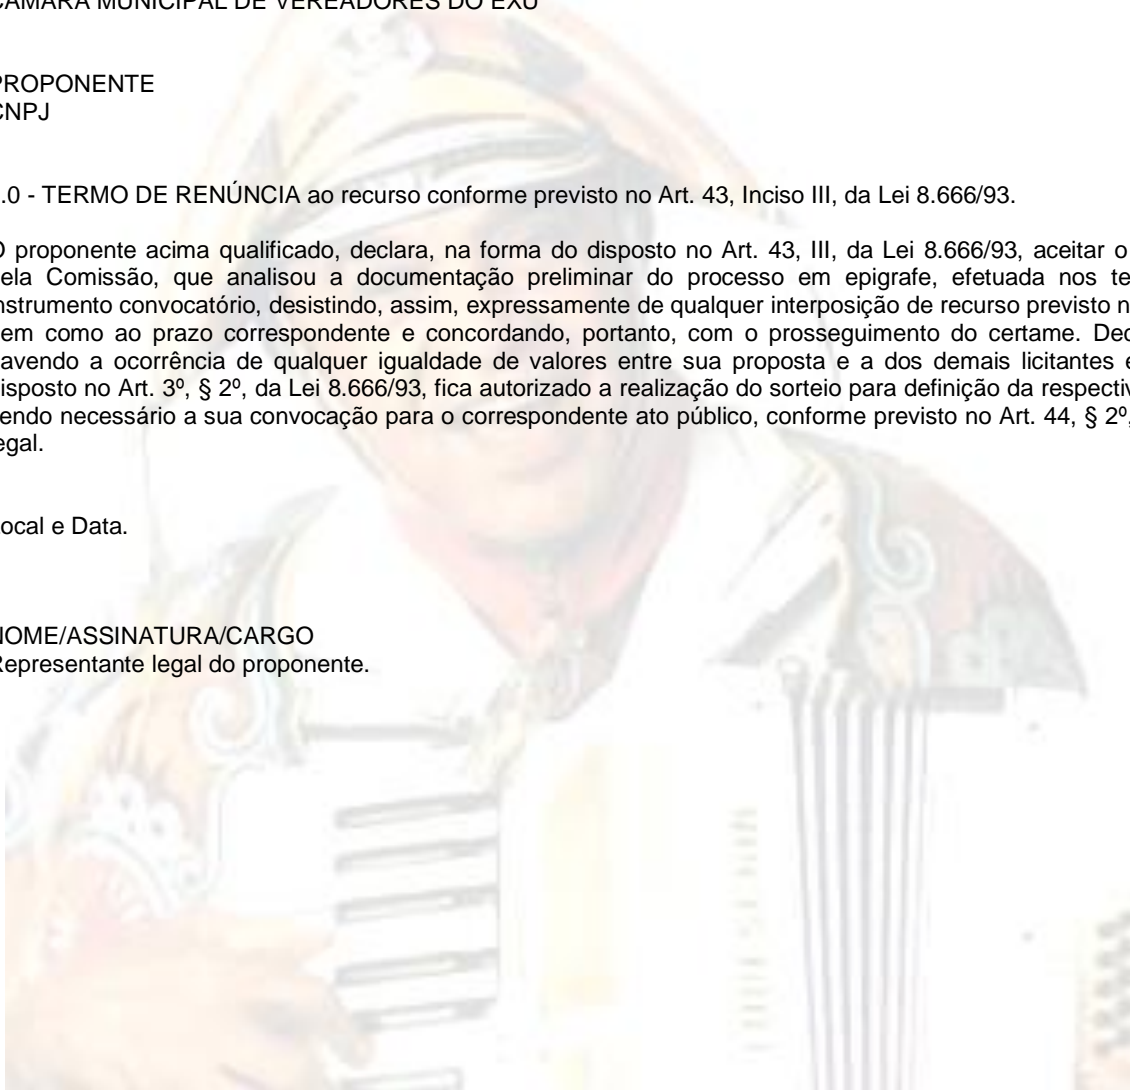 CÂMARA MUNICIPAL DE VEREADORES DO EXU
PROPONENTE
CNPJ
.0 - TERMO DE RENÚNCIA ao recurso conforme previsto no Art. 43, Inciso III, da Lei 8.666/93.
O proponente acima qualificado, declara, na forma do disposto no Art. 43, III, da Lei 8.666/93, aceitar o
ela Comissão, que analisou a documentação preliminar do processo em epigrafe, efetuada nos te
nstrumento convocatório, desistindo, assim, expressamente de qualquer interposição de recurso previsto n
em como ao prazo correspondente e concordando, portanto, com o prosseguimento do certame. Dec
avendo a ocorrência de qualquer igualdade de valores entre sua proposta e a dos demais licitantes e
isposto no Art. 3º, § 2º, da Lei 8.666/93, fica autorizado a realização do sorteio para definição da respectiv
endo necessário a sua convocação para o correspondente ato público, conforme previsto no Art. 44, § 2º,
egal.
Local e Data.
NOME/ASSINATURA/CARGO
Representante legal do proponente.